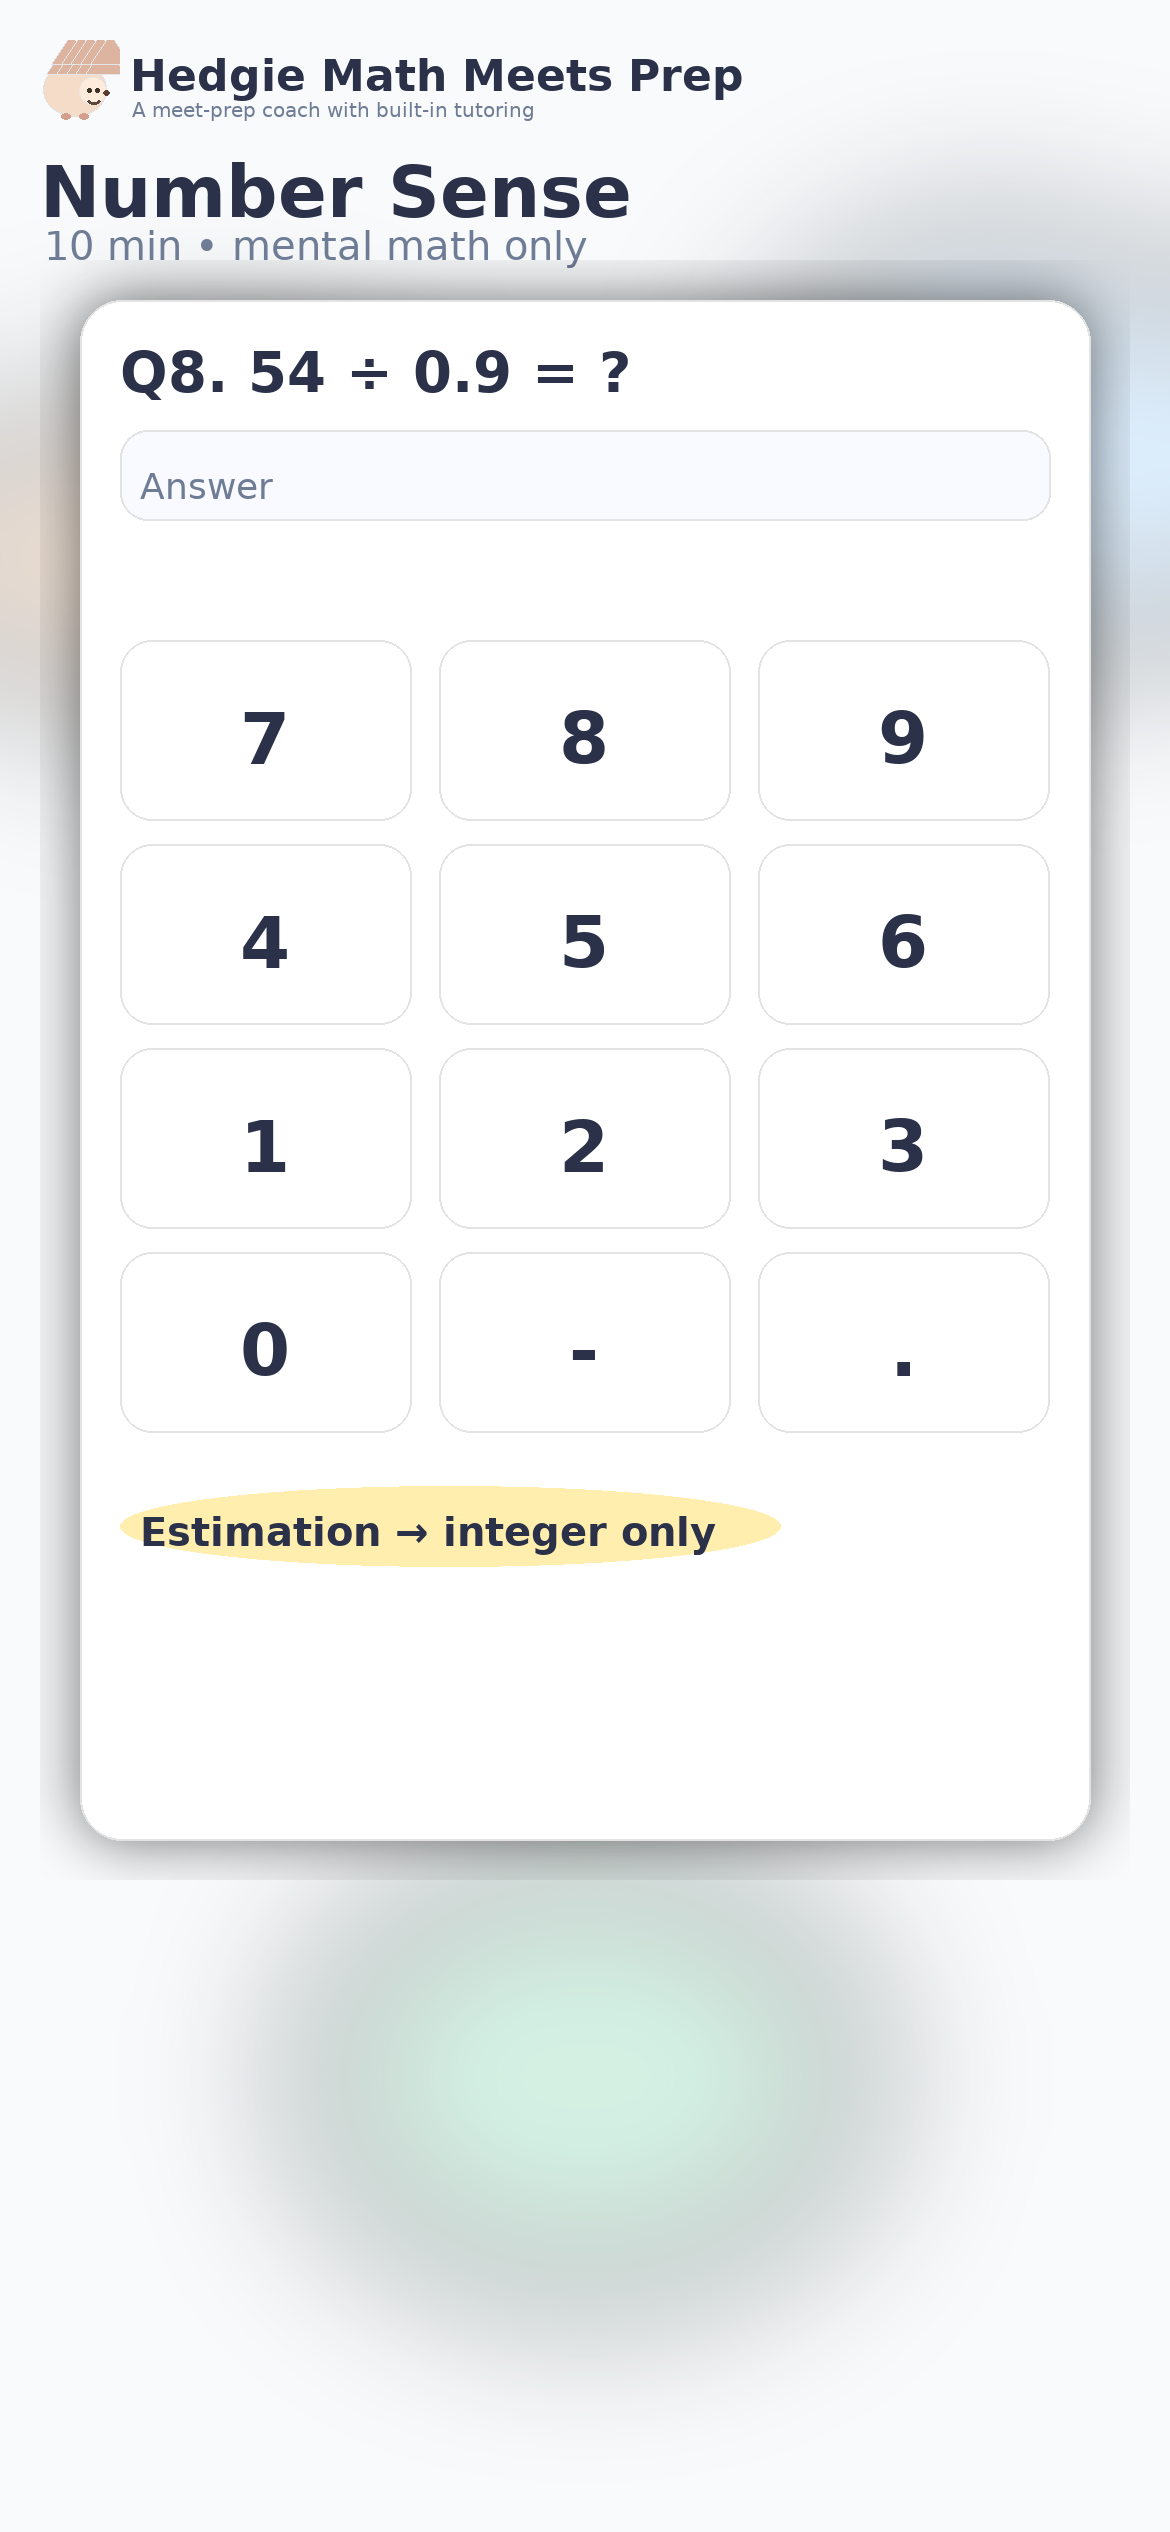 Hedgie Math Meets Prep
A meet-prep coach with built-in tutoring
Number Sense
10 min • mental math only
Q8. 54 ÷ 0.9 = ?
Answer
7 8 9
4 5 6
1 2 3
0 - .
Estimation → integer only